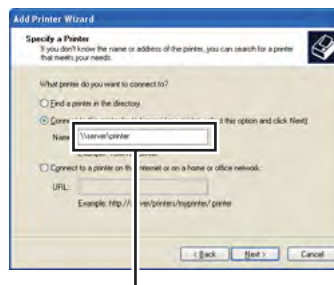 Add Printer Wizard
Specify a Printer
If you don't know the name or address of the printer, you can search for a printer
that meets your needs.
What printer do you want to connect to?
Find a printer in the directory
Connect this option and click Next):
Name: \\server\printer
Connect to a printer on the Internet or on a home or office network:
URL:
Example: http://server/printers/myprinter/.printer
< Back
Next >
Cancel